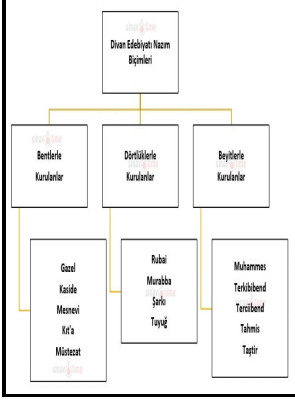 Divan Edebiyatı Nazım
Biçimleri
Bentlerle
Kurulanlar
Dörtlüklerle
Kurulanlar
Beyitlerle
Kurulanlar
Gazel
Kaside
Mesnevi
Kıt'a
Müstezat
Rubai
Murabba
Şarkı
Tuyuğ
Muhammes
Terkibibend
Terciibend
Tahmis
Taştir